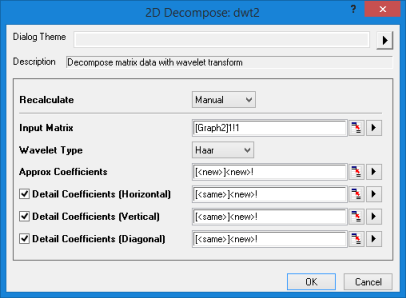 2D Decompose: dwt2
?
Dialog Theme
Description Decompose matrix data with wavelet transform
Recalculate Manual
Input Matrix [Graph2]1!1
Wavelet Type Haar
Approx Coefficients [<new>]<new>!
Detail Coefficients (Horizontal) [<same>]<new>!
Detail Coefficients (Vertical) [<same>]<new>!
Detail Coefficients (Diagonal) [<same>]<new>!
OK Cancel